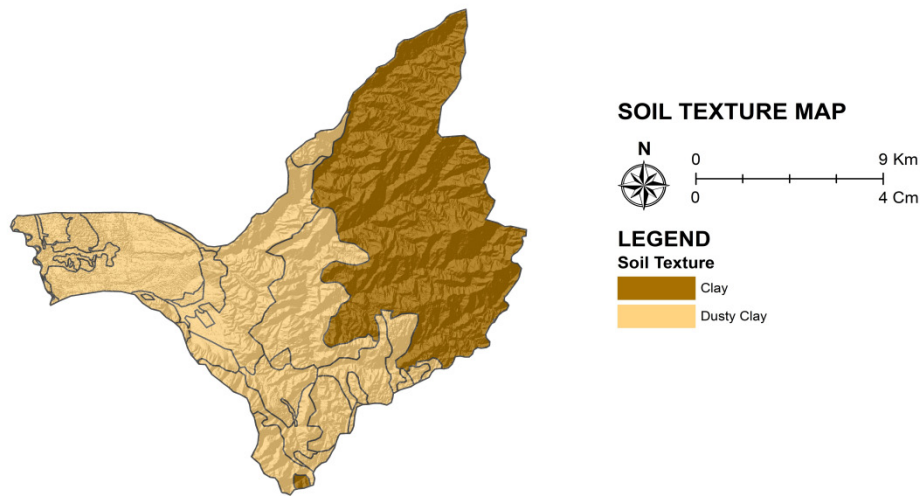 SOIL TEXTURE MAP
N
0 9 Km
0 4 Cm
LEGEND
Soil Texture
Clay
Dusty Clay